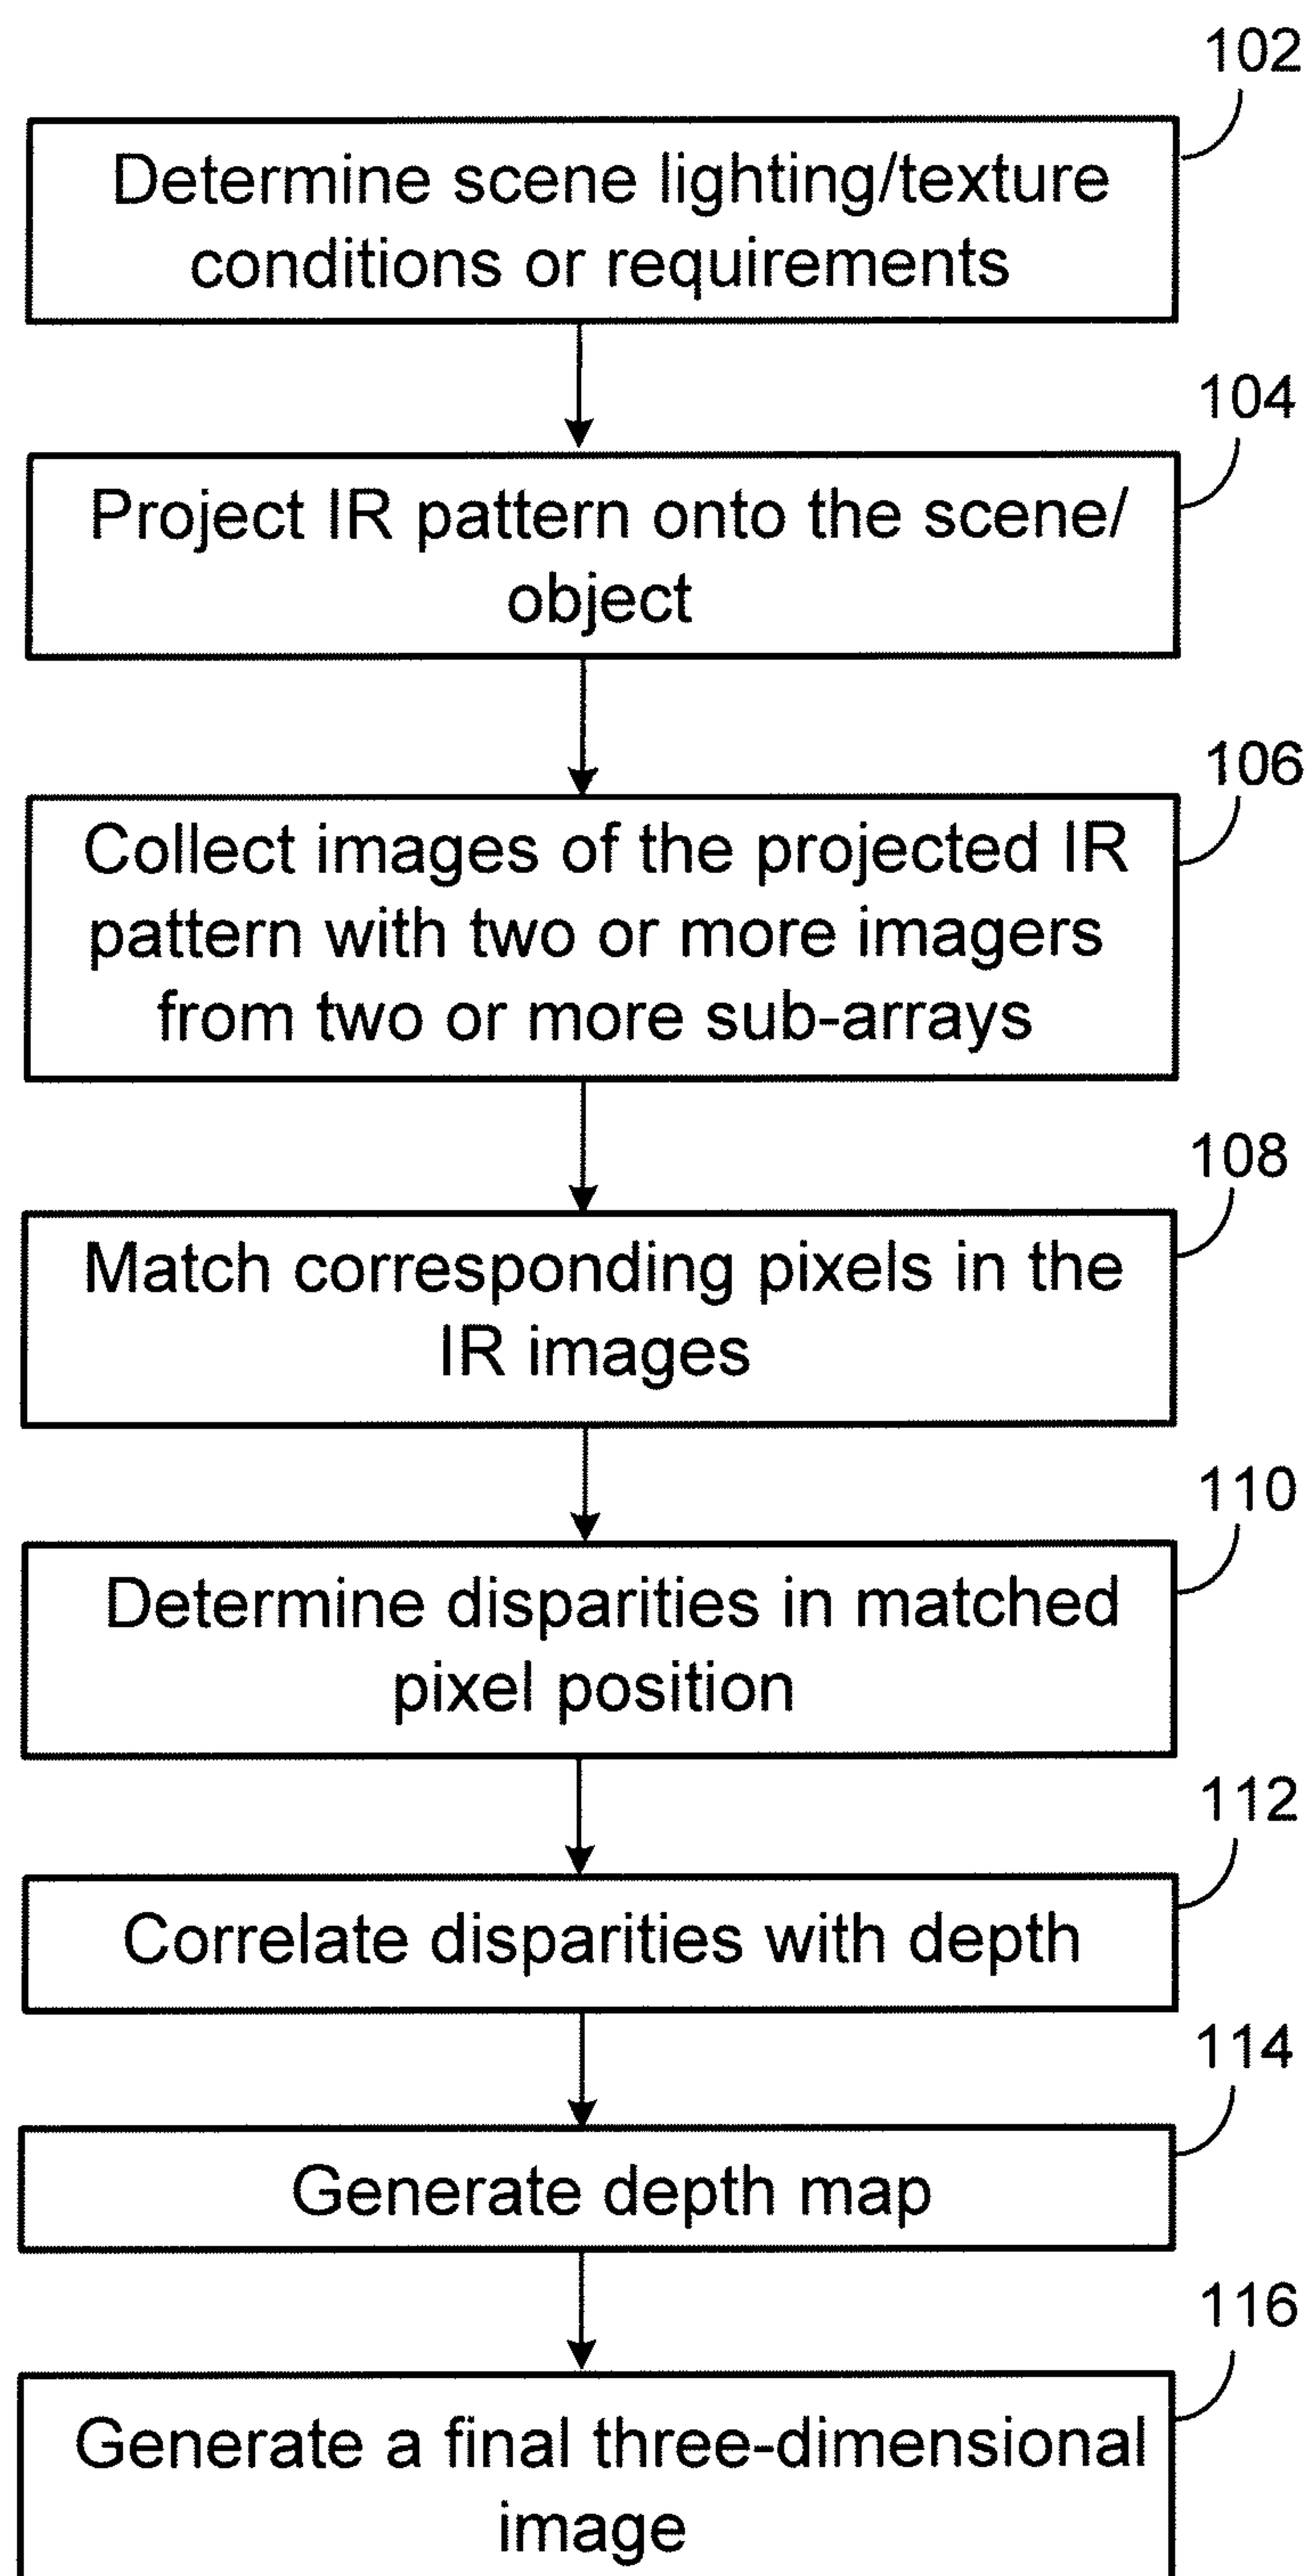 102
Determine scene lighting/texture
conditions or requirements
104
Project IR pattern onto the scene/
object
106
Collect images of the projected IR
pattern with two or more imagers
from two or more sub-arrays
108
Match corresponding pixels in the
IR images
110
Determine disparities in matched
pixel position
112
Correlate disparities with depth
114
Generate depth map
116
Generate a final three-dimensional
image